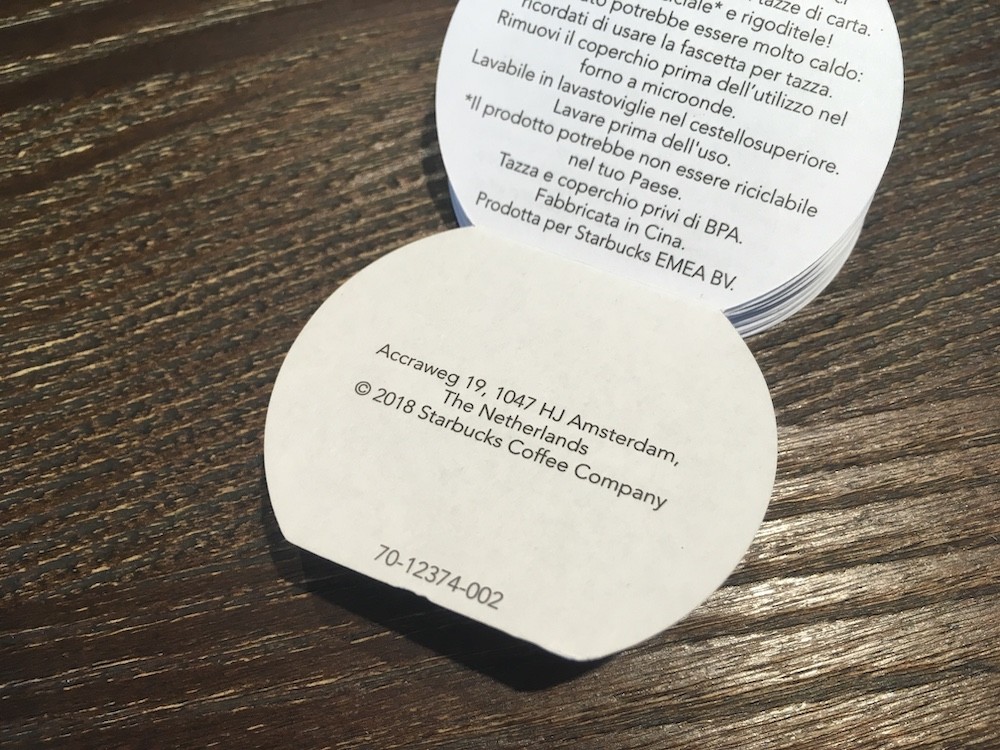 tazze di carta.
ciale* e rigoditele!
potrebbe essere molto caldo:
ricordati di usare la fascetta per tazza.
Rimuovi il coperchio prima dell'utilizzo nel
forno a microonde.
Lavabile in lavastoviglie nel cestellosuperiore.
Lavare prima dell'uso.
*Il prodotto potrebbe non essere riciclabile
nel tuo Paese.
Tazza e coperchio privi di BPA.
Fabbricata in Cina.
Prodotta per Starbucks EMEA BV.
Accraweg 19, 1047 HJ Amsterdam,
The Netherlands
© 2018 Starbucks Coffee Company
70-12374-002